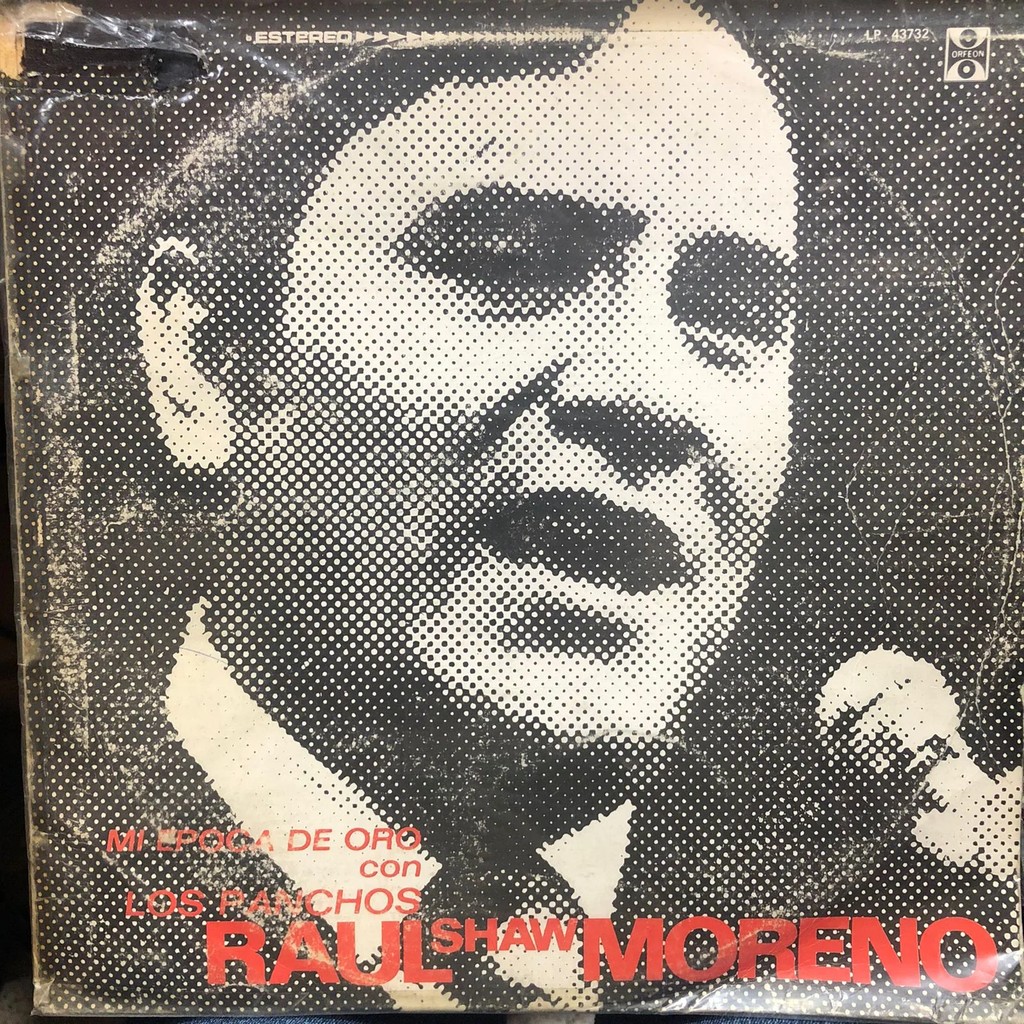 ESTEREO
LP - 43732
ORFEON
MI EPOCA DE ORO
con
LOS PANCHOS
RAUL SHAW MORENO